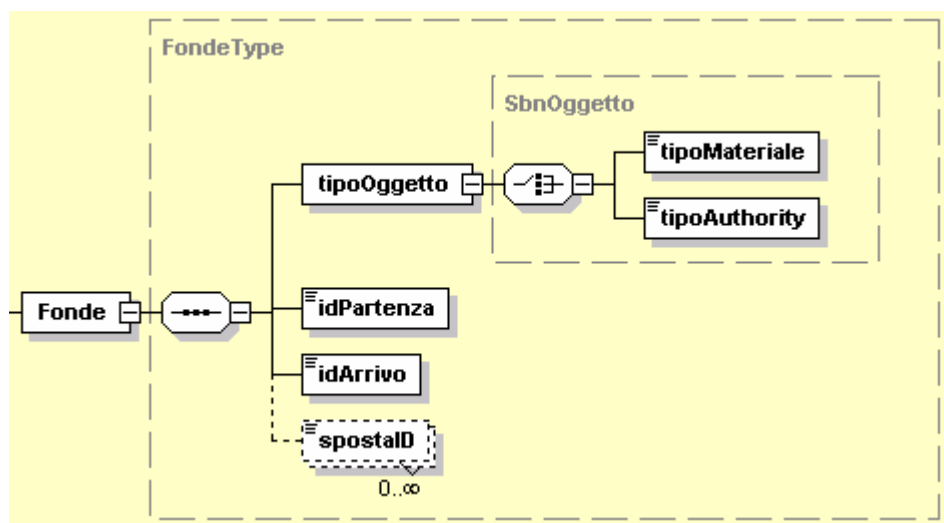 FondeType
SbnOggetto
tipoMateriale
tipoOggetto
tipoAuthority
Fonde
idPartenza
idArrivo
spostaID
0..∞